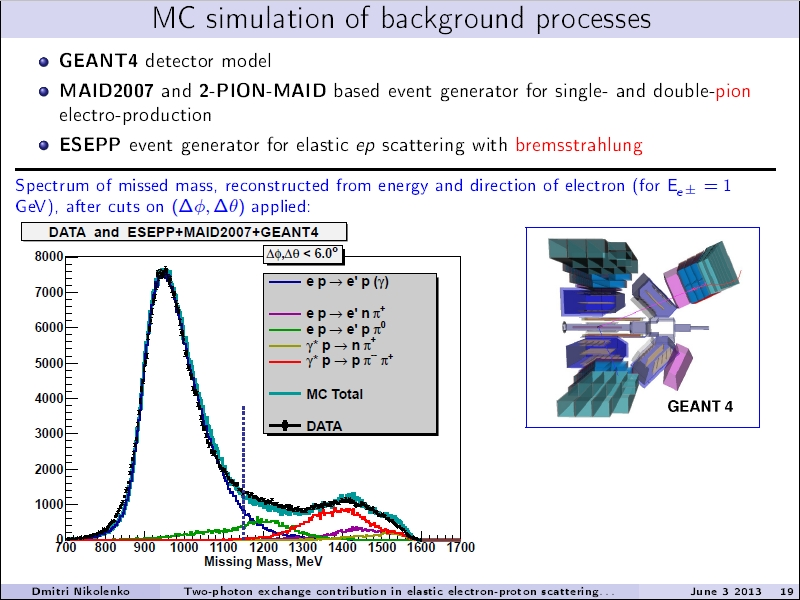 MC simulation of background processes
GEANT4 detector model
MAID2007 and 2-PION-MAID based event generator for single- and double-pion
electro-production
ESEPP event generator for elastic ep scattering with bremsstrahlung
Spectrum of missed mass, reconstructed from energy and direction of electron (for Ee± = 1
GeV), after cuts on (Δϕ, Δθ) applied:
DATA and ESEPP+MAID2007+GEANT4
Δϕ,Δθ < 6.0°
8000
7000
6000
5000
4000
3000
2000
1000
0
e p → e' p (γ)
e p → e' n π⁺
e p → e' p π⁰
γ* p → n π⁺
γ* p → p π⁻ π⁺
MC Total
DATA
700 800 900 1000 1100 1200 1300 1400 1500 1600 1700
Missing Mass, MeV
GEANT 4
Dmitri Nikolenko Two-photon exchange contribution in elastic electron-proton scattering... June 3 2013 19